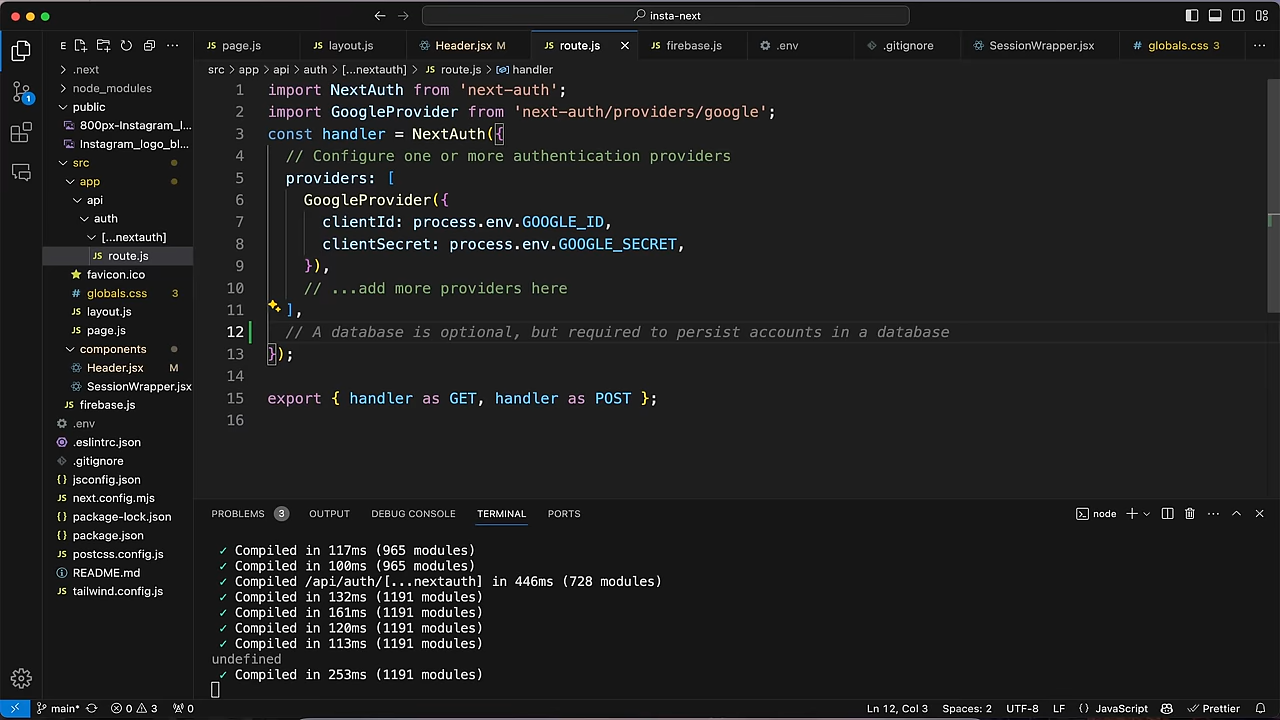 insta-next
E
page.js
layout.js
Header.jsx M
route.js
firebase.js
.env
.gitignore
SessionWrapper.jsx
globals.css 3
src > app > api > auth > [...nextauth] > JS route.js > handler
.next
node_modules
public
800px-Instagram_l...
Instagram_logo_bl...
src
app
api
auth
[...nextauth]
JS route.js
favicon.ico
# globals.css 3
JS layout.js
JS page.js
components
Header.jsx M
SessionWrapper.jsx
JS firebase.js
.env
.eslintrc.json
.gitignore
{ } jsconfig.json
JS next.config.mjs
{ } package-lock.json
{ } package.json
JS postcss.config.js
README.md
JS tailwind.config.js
1 import NextAuth from 'next-auth';
2 import GoogleProvider from 'next-auth/providers/google';
3 const handler = NextAuth({
4 // Configure one or more authentication providers
5 providers: [
6 GoogleProvider({
7 clientId: process.env.GOOGLE_ID,
8 clientSecret: process.env.GOOGLE_SECRET,
9 }),
10 // ...add more providers here
11 ],
12 // A database is optional, but required to persist accounts in a database
13 });
14
15 export { handler as GET, handler as POST };
16
PROBLEMS 3 OUTPUT DEBUG CONSOLE TERMINAL PORTS
node
✓ Compiled in 117ms (965 modules)
✓ Compiled in 100ms (965 modules)
✓ Compiled /api/auth/[...nextauth] in 446ms (728 modules)
✓ Compiled in 132ms (1191 modules)
✓ Compiled in 161ms (1191 modules)
✓ Compiled in 120ms (1191 modules)
✓ Compiled in 113ms (1191 modules)
undefined
✓ Compiled in 253ms (1191 modules)
1
main* 0 3 0 Ln 12, Col 3 Spaces: 2 UTF-8 LF { } JavaScript Prettier